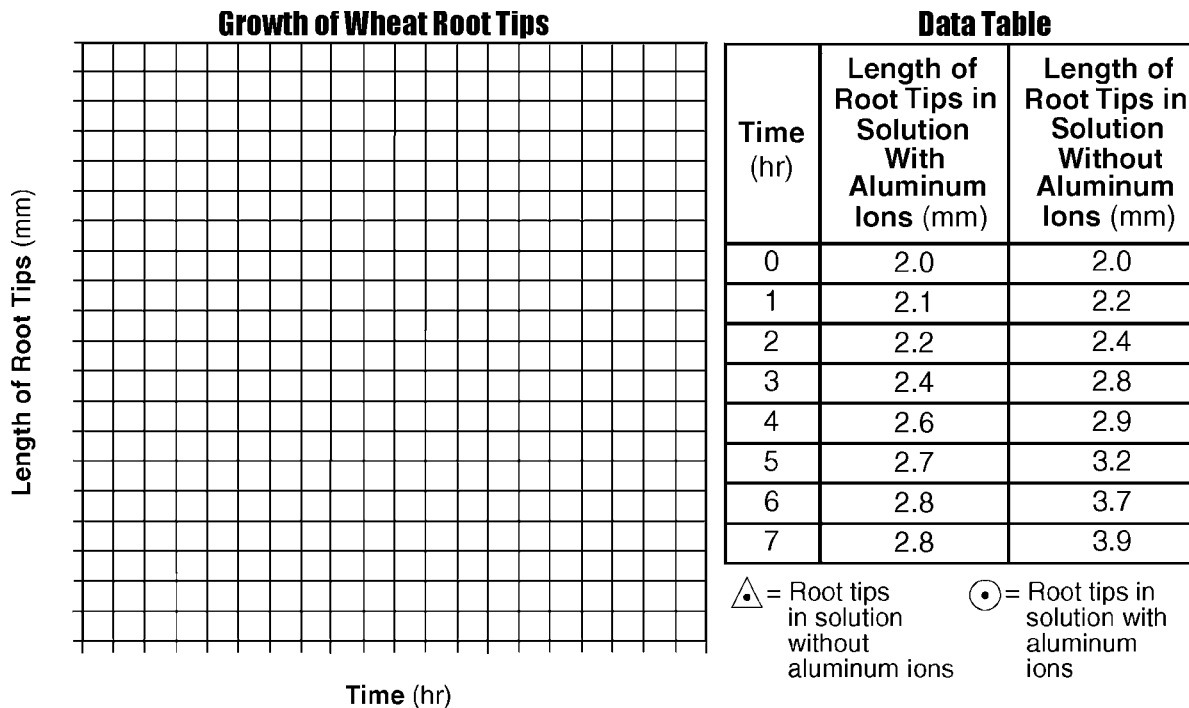 Growth of Wheat Root Tips
Length of Root Tips (mm)
Time (hr)
Data Table
Time
(hr)
Length of
Root Tips in
Solution
With
Aluminum
Ions (mm)
Length of
Root Tips in
Solution
Without
Aluminum
Ions (mm)
0 2.0 2.0
1 2.1 2.2
2 2.2 2.4
3 2.4 2.8
4 2.6 2.9
5 2.7 3.2
6 2.8 3.7
7 2.8 3.9
= Root tips
in solution
without
aluminum ions
= Root tips in
solution with
aluminum
ions